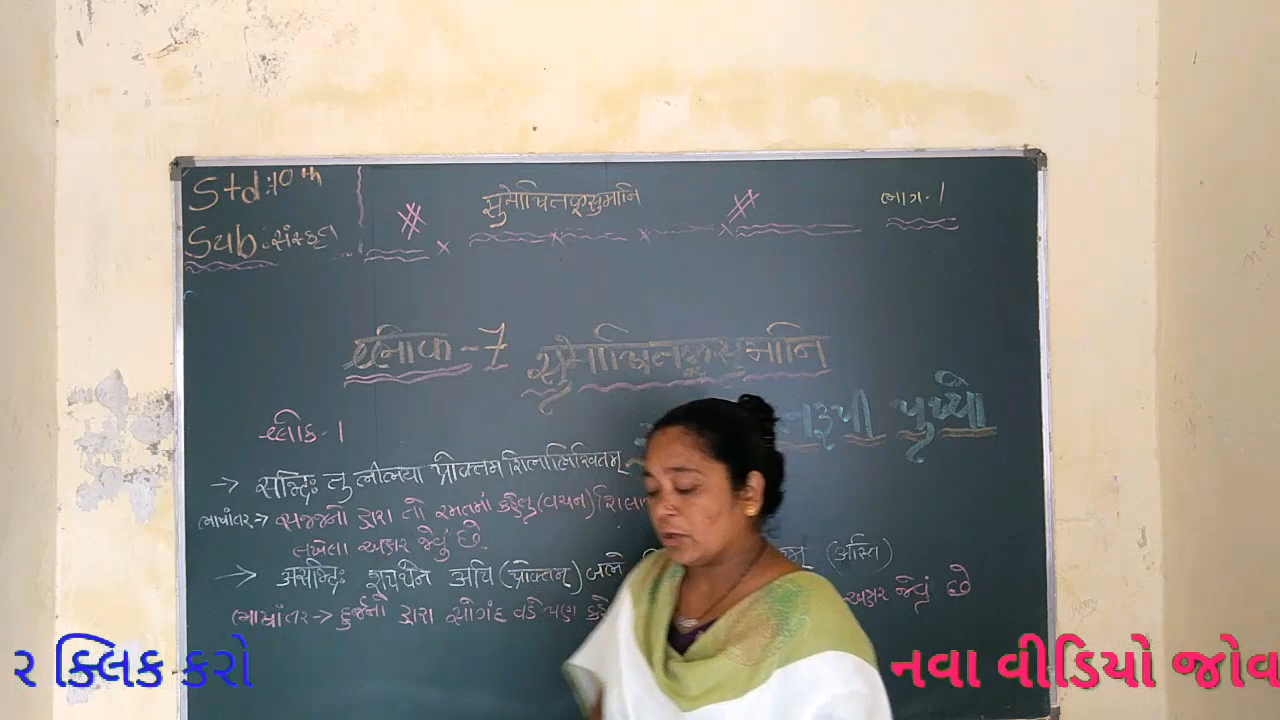 Std:10th
Sub:-સંસ્કૃત
सुभाषितकुसुमानि
ભાગ-1
श्लोक-7 सुभाषितकुसुमानि
પુષ્પો
શ્લોક-1
→ सद्भिः तु लीलया प्रोक्तम शिलालिखितम्
ભાષાંતર → સજ્જનો દ્વારા તો રમતમાં કહેલુ (વચન) શિલા
લખેલા અક્ષર જેવું છે.
→ असद्भिः शपथेन अपि (प्रोक्तम्) जले (अस्ति)
ભાષાંતર → દુર્જનો દ્વારા સોગંદ વડે પણ અક્ષર જેવું છે
ર ક્લિક કરો
નવા વીડિયો જોવ